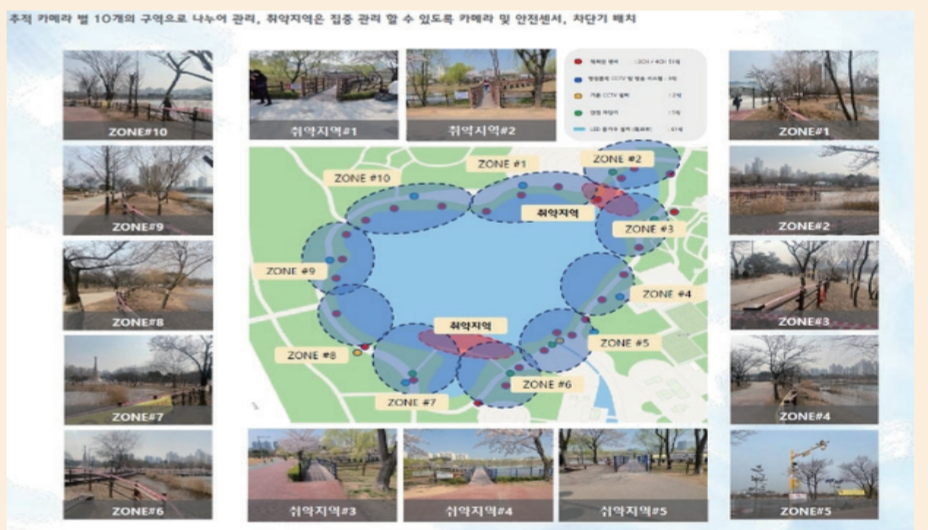 추적 카메라 별 10개의 구역으로 나누어 관리, 취약지역은 집중 관리 할 수 있도록 카메라 및 안전센서, 차단기 배치
ZONE#10
취약지역#1
취약지역#2
ZONE#1
ZONE#9
ZONE#2
ZONE#8
ZONE#3
ZONE#7
ZONE#4
ZONE#6
취약지역#3
취약지역#4
취약지역#5
ZONE#5
ZONE #10
ZONE #1
ZONE #2
취약지역
ZONE #3
ZONE #9
ZONE #4
취약지역
ZONE #5
ZONE #8
ZONE #6
ZONE #7